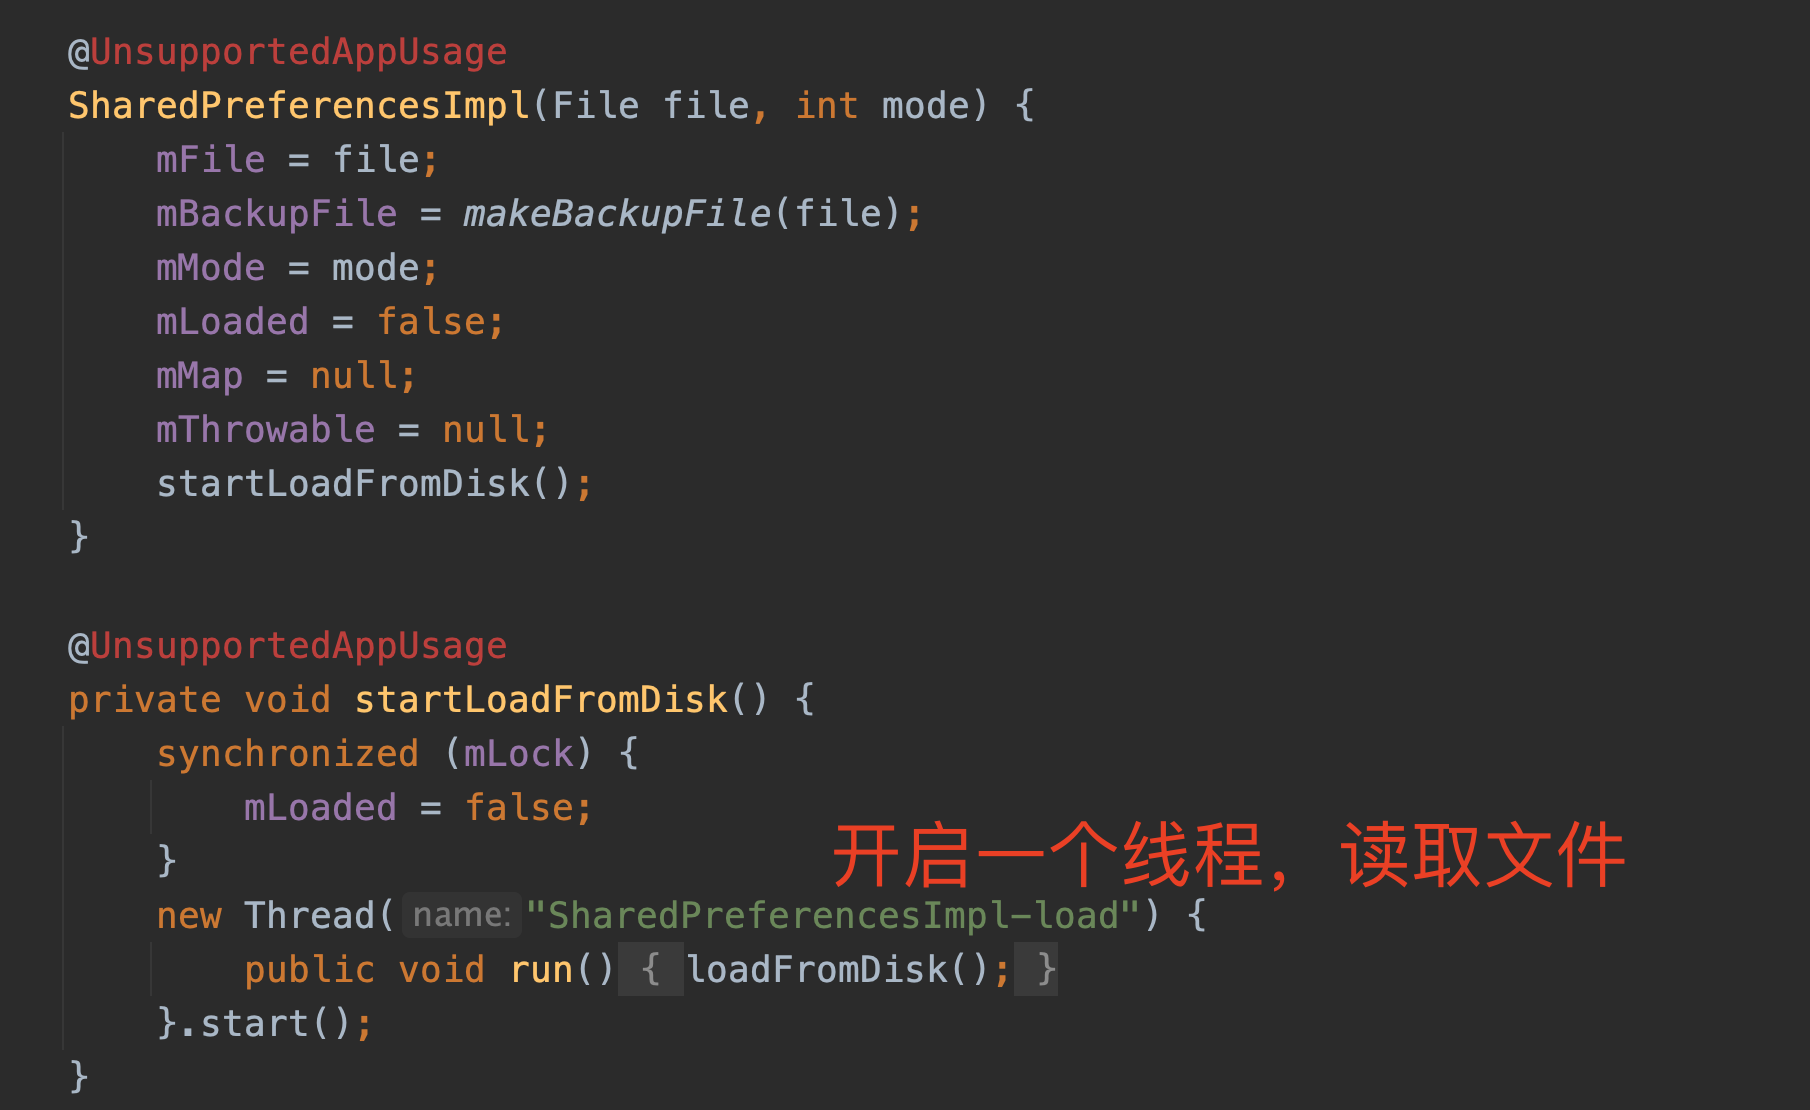 @UnsupportedAppUsage
SharedPreferencesImpl(File file, int mode) {
    mFile = file;
    mBackupFile = makeBackupFile(file);
    mMode = mode;
    mLoaded = false;
    mMap = null;
    mThrowable = null;
    startLoadFromDisk();
}
@UnsupportedAppUsage
private void startLoadFromDisk() {
    synchronized (mLock) {
        mLoaded = false;
    }
开启一个线程，读取文件
    new Thread( name: "SharedPreferencesImpl-load") {
        public void run() { loadFromDisk(); }
    }.start();
}